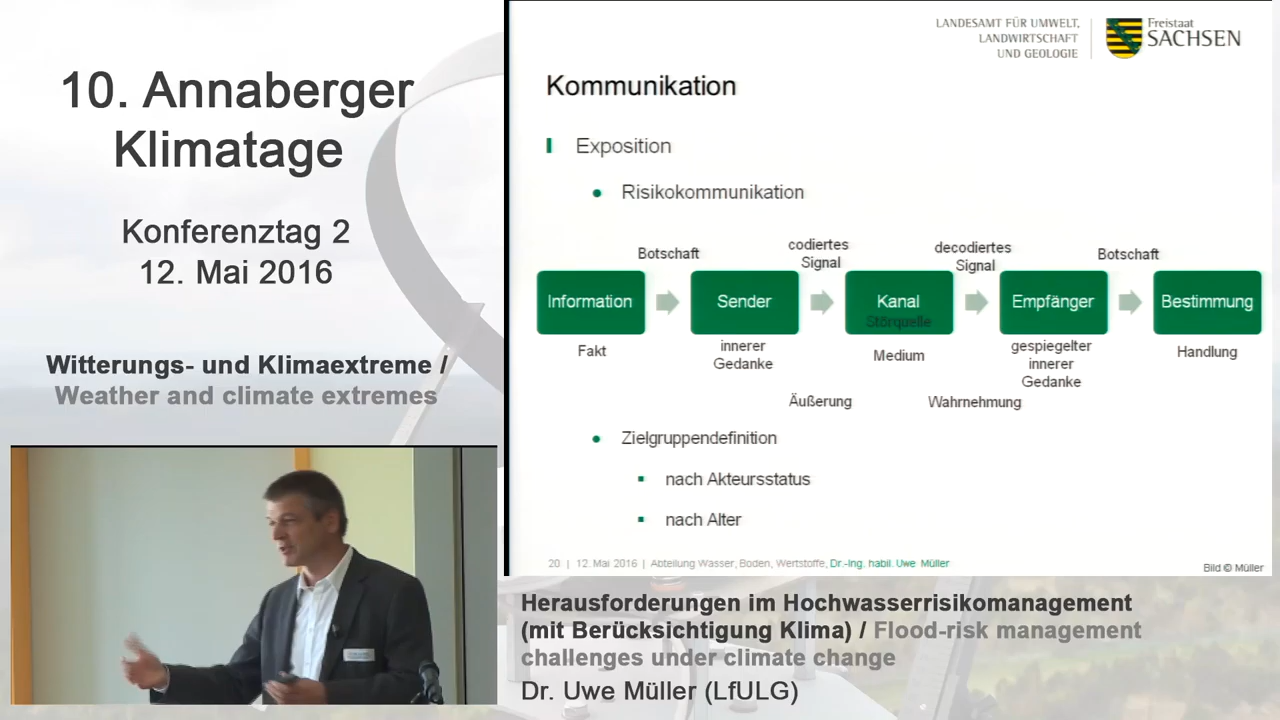 10. Annaberger
Klimatage
Konferenztag 2
12. Mai 2016
Witterungs- und Klimaextreme /
Weather and climate extremes
LANDESAMT FÜR UMWELT,
LANDWIRTSCHAFT
UND GEOLOGIE
Freistaat
SACHSEN
Kommunikation
Exposition
Risikokommunikation
Botschaft
codiertes
Signal
decodiertes
Signal
Botschaft
Information
Sender
Kanal
Störquelle
Empfänger
Bestimmung
Fakt
innerer
Gedanke
Medium
gespiegelter
innerer
Gedanke
Handlung
Äußerung
Wahrnehmung
Zielgruppendefinition
nach Akteursstatus
nach Alter
20 | 12. Mai 2016 | Abteilung Wasser, Boden, Wertstoffe, Dr.-Ing. habil. Uwe Müller
Bild © Müller
Herausforderungen im Hochwasserrisikomanagement
(mit Berücksichtigung Klima) / Flood-risk management
challenges under climate change
Dr. Uwe Müller (LfULG)